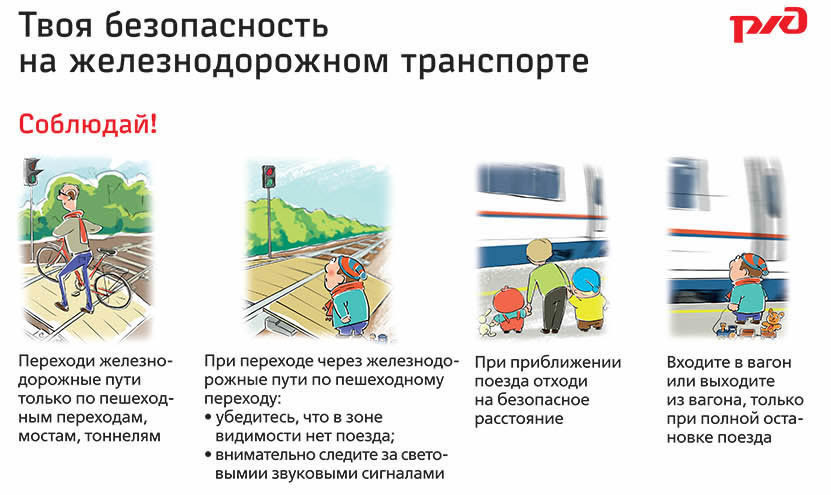 Твоя безопасность
на железнодорожном транспорте
ржд
Соблюдай!
Переходи железно-
дорожные пути
только по пешеход-
ным переходам,
мостам, тоннелям
При переходе через железнодо-
рожные пути по пешеходному
переходу:
• убедитесь, что в зоне
видимости нет поезда;
• внимательно следите за свето-
вымии звуковыми сигналами
При приближении
поезда отходи
на безопасное
расстояние
Входите в вагон
или выходите
из вагона, только
при полной оста-
новке поезда